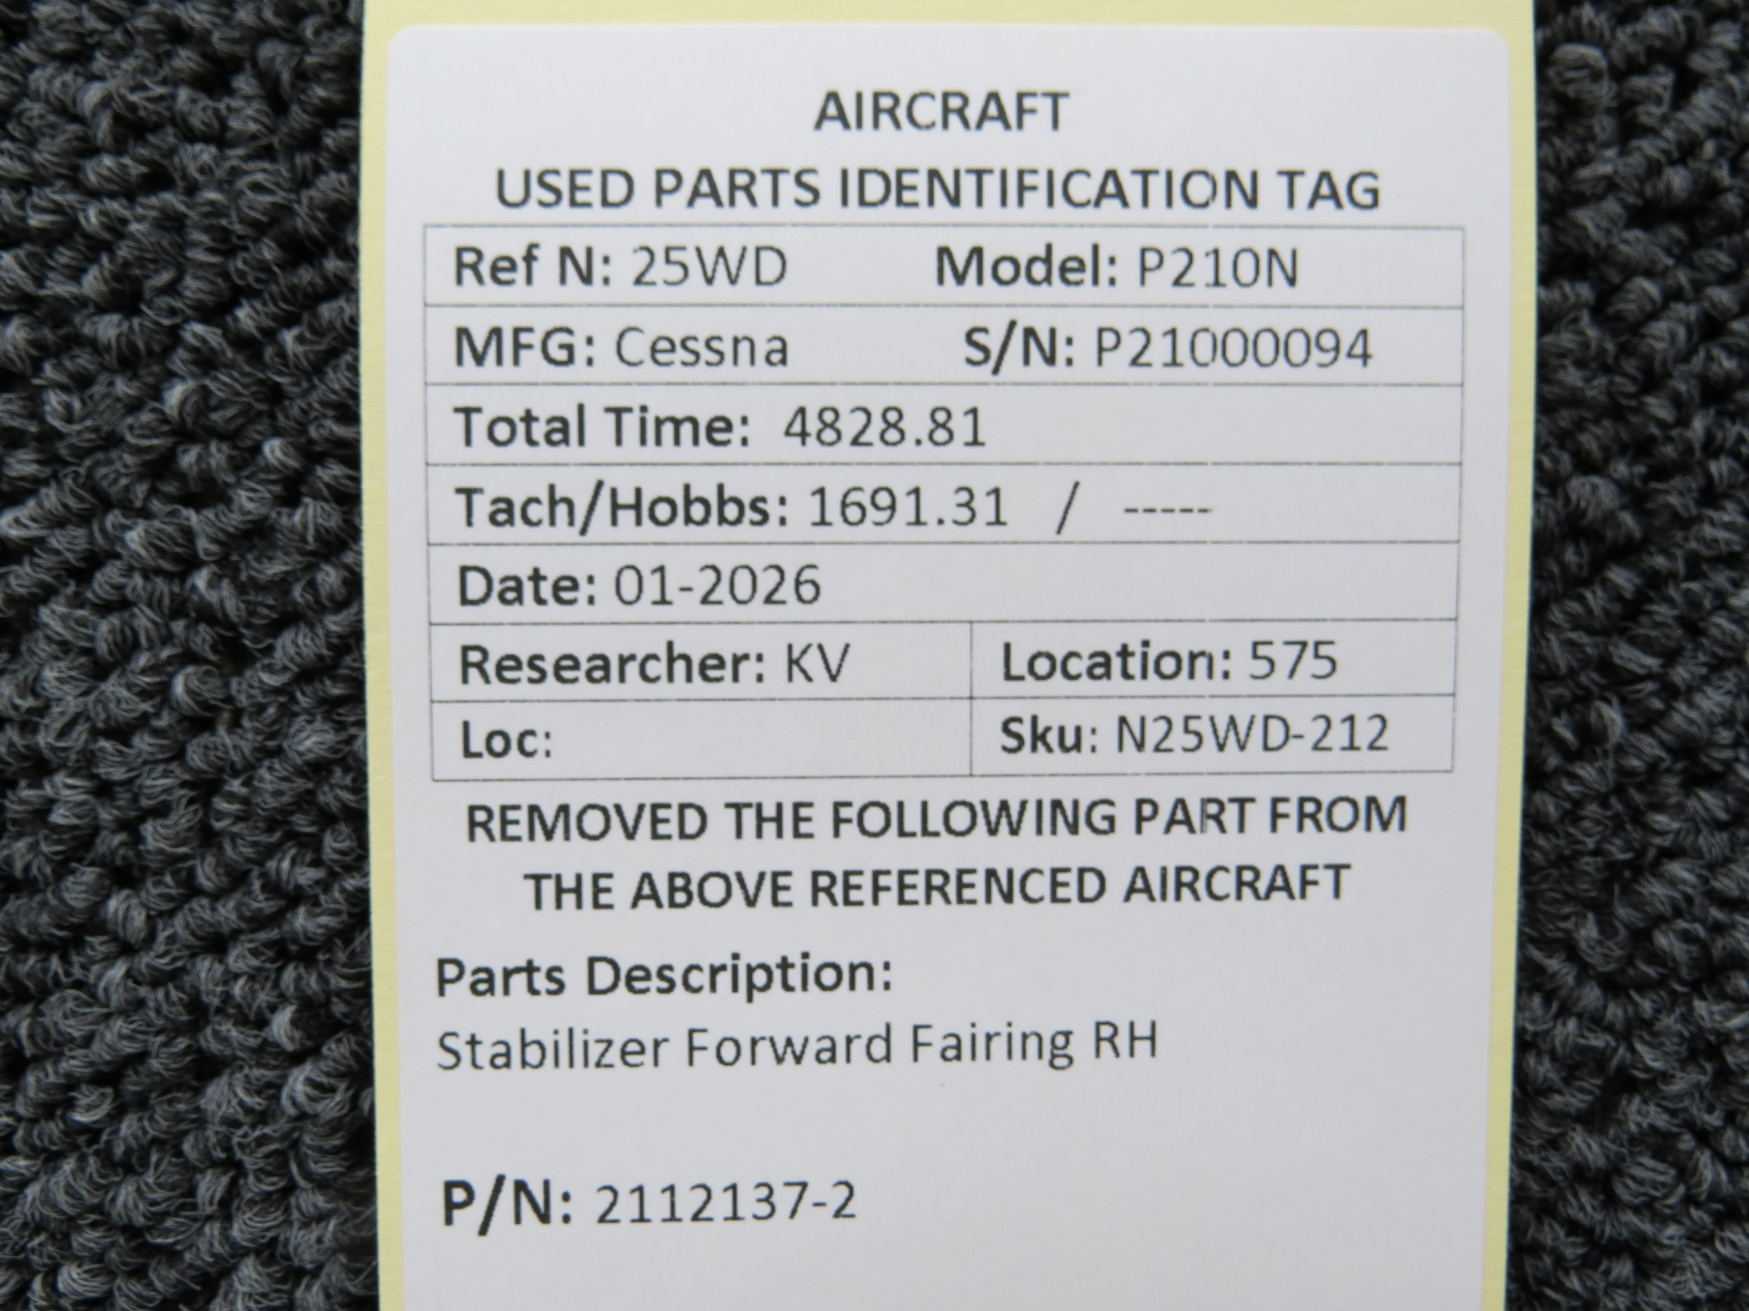 AIRCRAFT
USED PARTS IDENTIFICATION TAG
Ref N: 25WD Model: P210N
MFG: Cessna S/N: P21000094
Total Time: 4828.81
Tach/Hobbs: 1691.31 / -----
Date: 01-2026
Researcher: KV Location: 575
Loc: Sku: N25WD-212
REMOVED THE FOLLOWING PART FROM
THE ABOVE REFERENCED AIRCRAFT
Parts Description:
Stabilizer Forward Fairing RH
P/N: 2112137-2